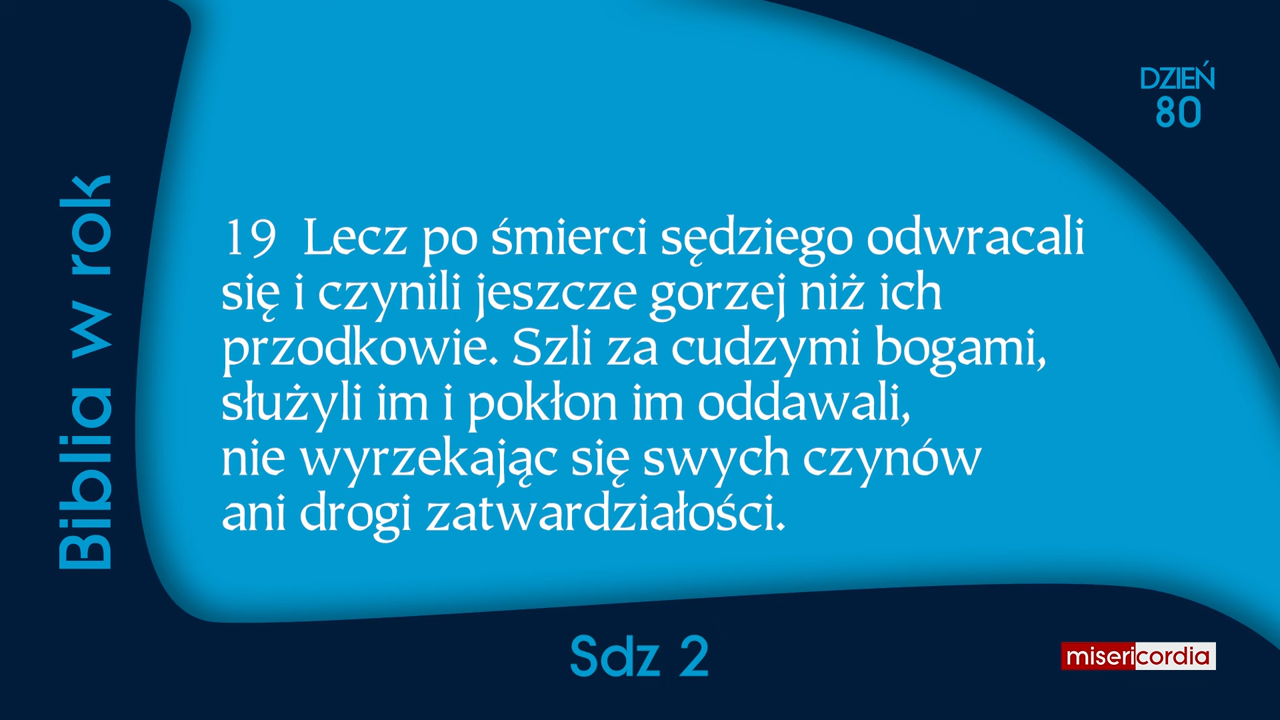 DZIEŃ
80
Biblia w rok
19 Lecz po śmierci sędziego odwracali
się i czynili jeszcze gorzej niż ich
przodkowie. Szli za cudzymi bogami,
służyli im i pokłon im oddawali,
nie wyrzekając się swych czynów
ani drogi zatwardziałości.
Sdz 2
misericordia